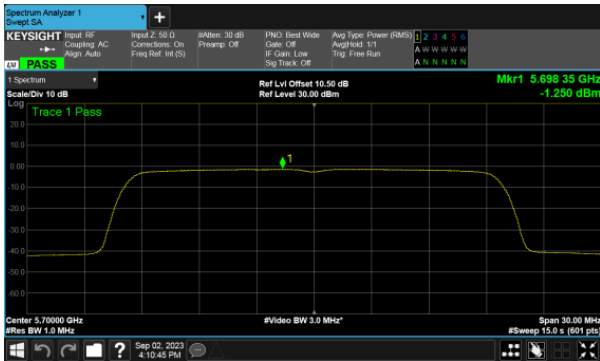 Spectrum Analyzer 1
Swept SA
KEYSIGHT
Input: RF
Coupling: AC
Align: Auto
Input Z: 50 Ω
Corrections: On
Freq Ref: Int (S)
#Atten: 30 dB
Preamp: Off
PNO: Best Wide
Gate: Off
IF Gain: Low
Sig Track: Off
Avg Type: Power (RMS)
Avg|Hold: 1/1
Trig: Free Run
1 2 3 4 5 6
A W W W W W
A N N N N N
LXI
PASS
1 Spectrum
Scale/Div 10 dB
Ref Lvl Offset 10.50 dB
Ref Level 30.00 dBm
Mkr1 5.698 35 GHz
-1.250 dBm
Log
Trace 1 Pass
20.0
10.0
0.00
-10.0
-20.0
-30.0
-40.0
-50.0
-60.0
1
Center 5.70000 GHz
#Res BW 1.0 MHz
#Video BW 3.0 MHz*
Span 30.00 MHz
#Sweep 15.0 s (601 pts)
?
Sep 02, 2023
4:10:45 PM